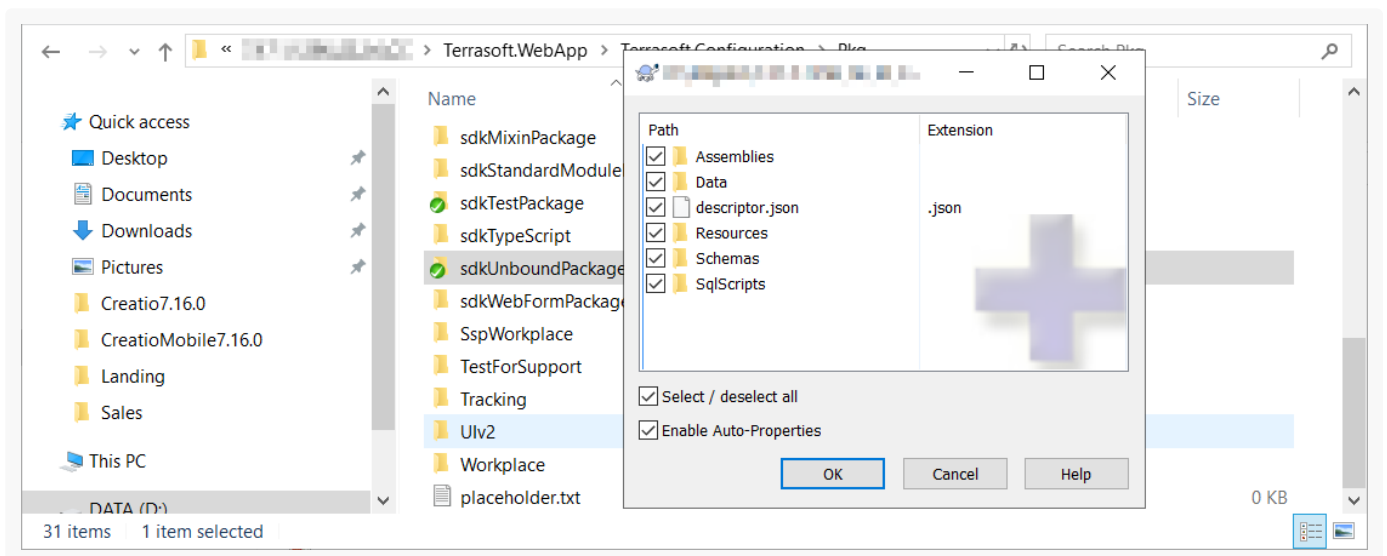 « > Terrasoft.WebApp > Terrasoft.Configuration > Pkg
Search Pkg
Name
Size
Quick access
Desktop
Documents
Downloads
Pictures
Creatio7.16.0
CreatioMobile7.16.0
Landing
Sales
This PC
DATA (D:)
sdkMixinPackage
sdkStandardModule
sdkTestPackage
sdkTypeScript
sdkUnboundPackage
sdkWebFormPackage
SspWorkplace
TestForSupport
Tracking
UIv2
Workplace
placeholder.txt
0 KB
Path Extension
Assemblies
Data
descriptor.json .json
Resources
Schemas
SqlScripts
Select / deselect all
Enable Auto-Properties
OK Cancel Help
31 items 1 item selected